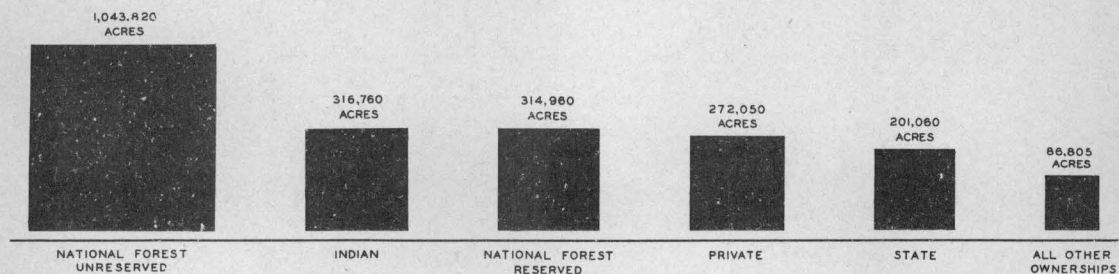 1,043,820
ACRES
316,760
ACRES
314,960
ACRES
272,050
ACRES
201,060
ACRES
86,805
ACRES
NATIONAL FOREST
UNRESERVED
INDIAN
NATIONAL FOREST
RESERVED
PRIVATE
STATE
ALL OTHER
OWNERSHIPS